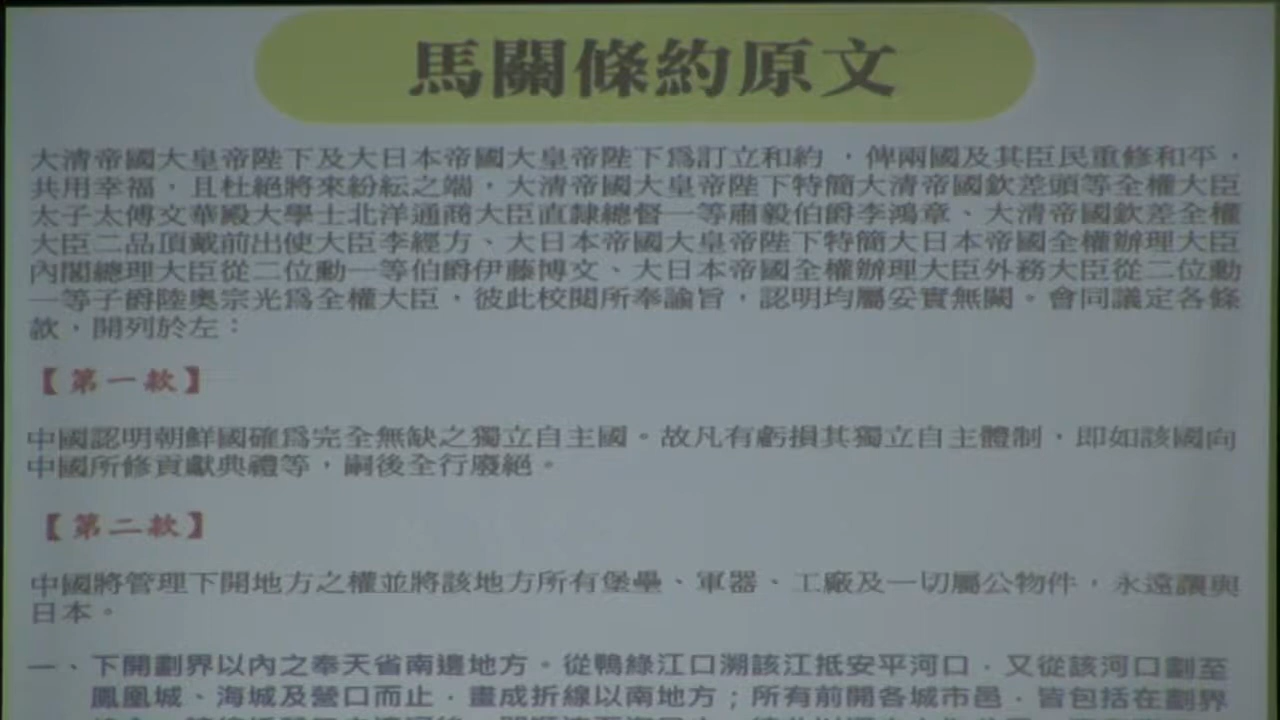 馬關條約原文
大清帝國大皇帝陛下及大日本帝國大皇帝陛下爲訂立和約，俾兩國及其臣民重修和平，
共用幸福，且杜絕將來紛紜之端，大清帝國大皇帝陛下特簡大清帝國欽差頭等全權大臣
太子太傅文華殿大學士北洋通商大臣直隸總督一等肅毅伯爵李鴻章、大清帝國欽差全權
大臣二品頂戴前出使大臣李經方、大日本帝國大皇帝陛下特簡大日本帝國全權辦理大臣
內閣總理大臣從二位勳一等伯爵伊藤博文、大日本帝國全權辦理大臣外務大臣從二位勳
一等子爵陸奧宗光爲全權大臣，彼此校閱所奉諭旨，認明均屬妥實無闕。會同議定各條
款，開列於左：
【第一款】
中國認明朝鮮國確爲完全無缺之獨立自主國。故凡有虧損其獨立自主體制，即如該國向
中國所修貢獻典禮等，嗣後全行廢絕。
【第二款】
中國將管理下開地方之權並將該地方所有堡壘、軍器、工廠及一切屬公物件，永遠讓與
日本。
一、下開劃界以內之奉天省南邊地方。從鴨綠江口溯該江抵安平河口，又從該河口劃至
鳳凰城、海城及營口而止，畫成折線以南地方；所有前開各城市邑，皆包括在劃界